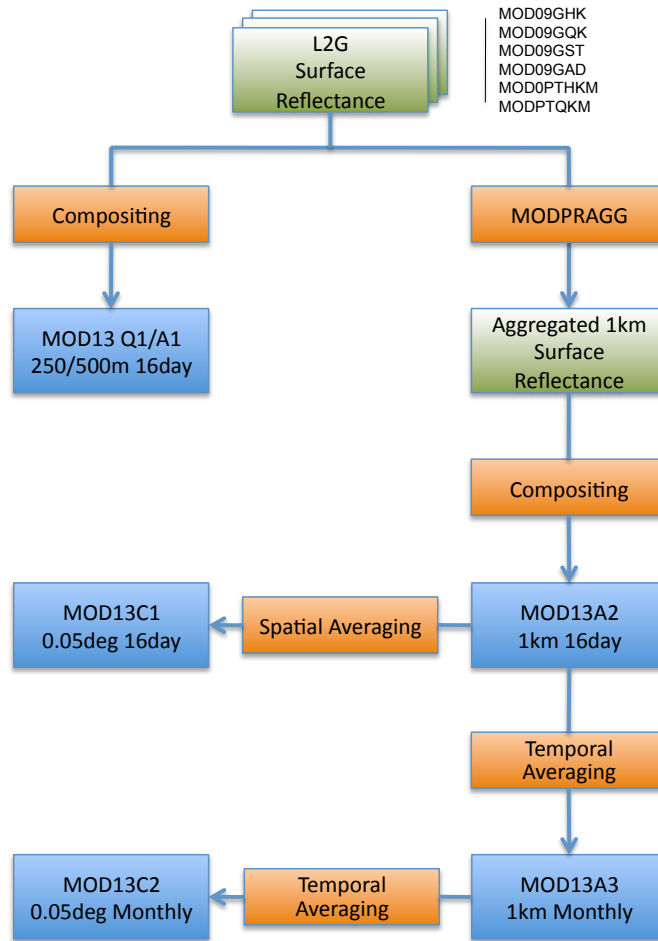 L2G
Surface
Reflectance
MOD09GHK
MOD09GQK
MOD09GST
MOD09GAD
MOD0PTHKM
MODPTQKM
Compositing
MODPRAGG
MOD13 Q1/A1
250/500m 16day
Aggregated 1km
Surface
Reflectance
Compositing
MOD13C1
0.05deg 16day
Spatial Averaging
MOD13A2
1km 16day
Temporal
Averaging
MOD13C2
0.05deg Monthly
Temporal
Averaging
MOD13A3
1km Monthly